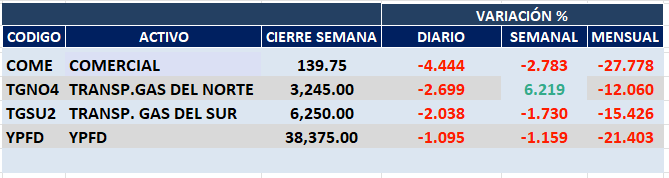 VARIACIÓN %
CODIGO ACTIVO CIERRE SEMANA DIARIO SEMANAL MENSUAL
COME COMERCIAL 139.75 -4.444 -2.783 -27.778
TGNO4 TRANSP.GAS DEL NORTE 3,245.00 -2.699 6.219 -12.060
TGSU2 TRANSP. GAS DEL SUR 6,250.00 -2.038 -1.730 -15.426
YPFD YPFD 38,375.00 -1.095 -1.159 -21.403